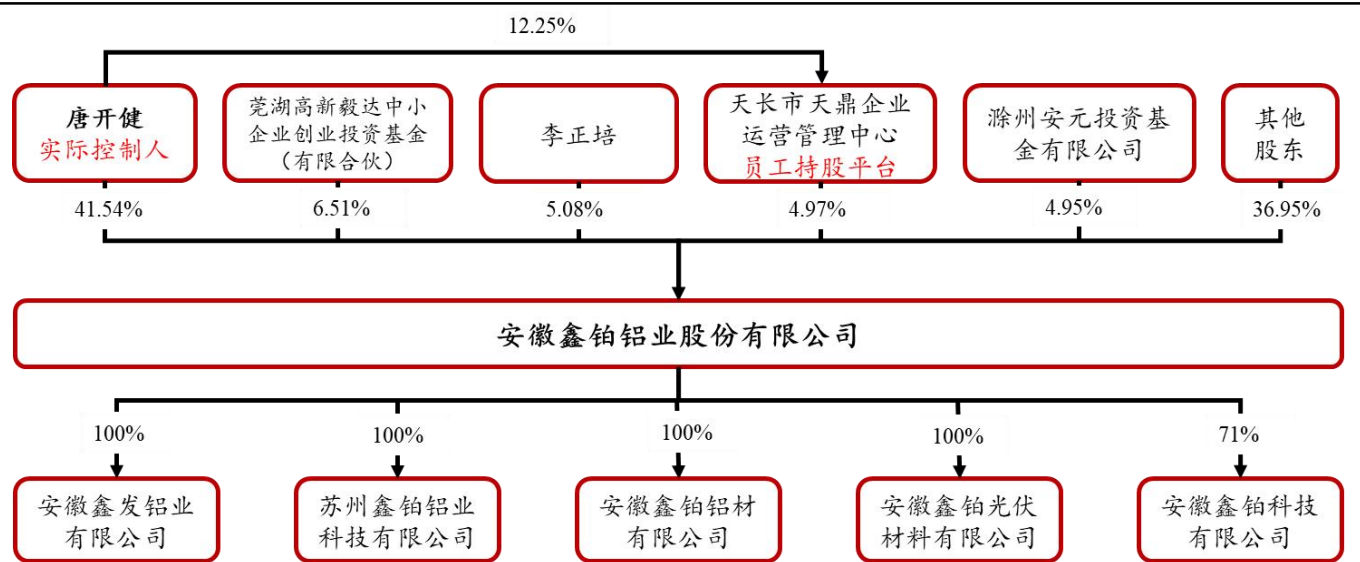 12.25%
唐开健
实际控制人
莞湖高新毅达中小
企业创业投资基金
（有限合伙）
李正培
天长市天鼎企业
运营管理中心
员工持股平台
滁州安元投资基
金有限公司
其他
股东
41.54%
6.51%
5.08%
4.97%
4.95%
36.95%
安徽鑫铂铝业股份有限公司
100%
100%
100%
100%
71%
安徽鑫发铝业
有限公司
苏州鑫铂铝业
科技有限公司
安徽鑫铂铝材
有限公司
安徽鑫铂光伏
材料有限公司
安徽鑫铂科技
有限公司